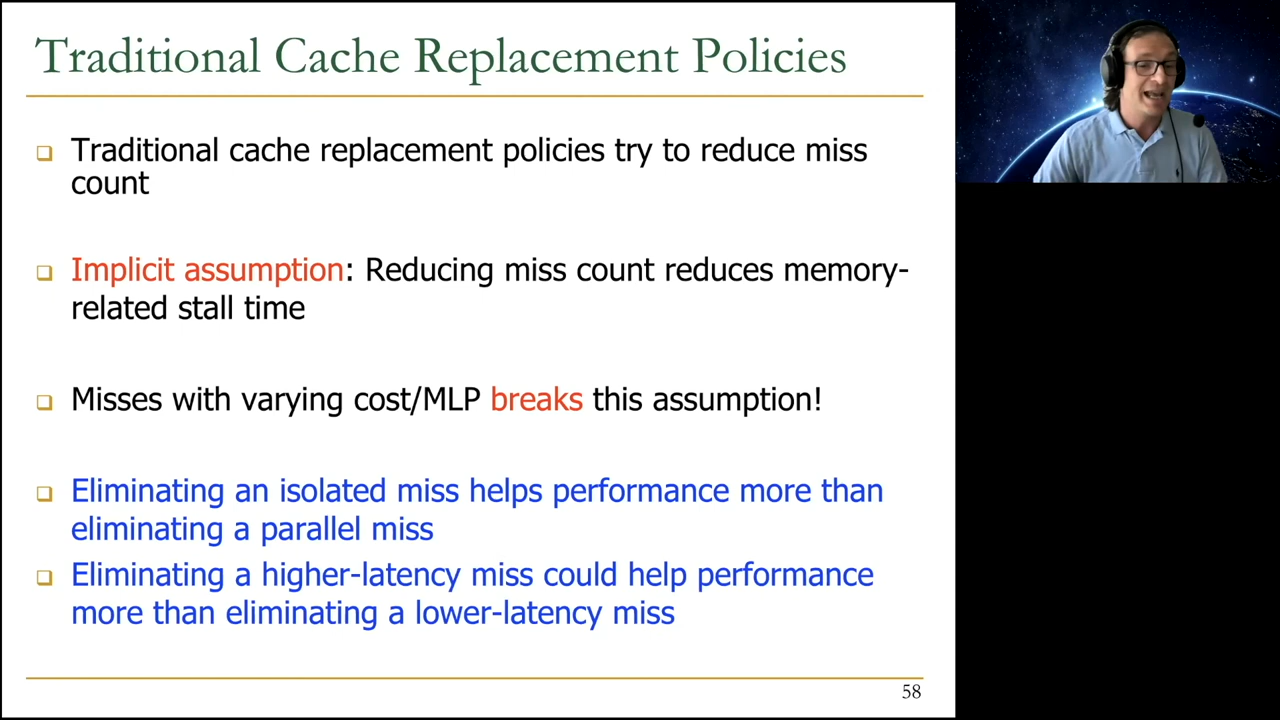 Traditional Cache Replacement Policies
Traditional cache replacement policies try to reduce miss
count
Implicit assumption: Reducing miss count reduces memory-
related stall time
Misses with varying cost/MLP breaks this assumption!
Eliminating an isolated miss helps performance more than
eliminating a parallel miss
Eliminating a higher-latency miss could help performance
more than eliminating a lower-latency miss
58